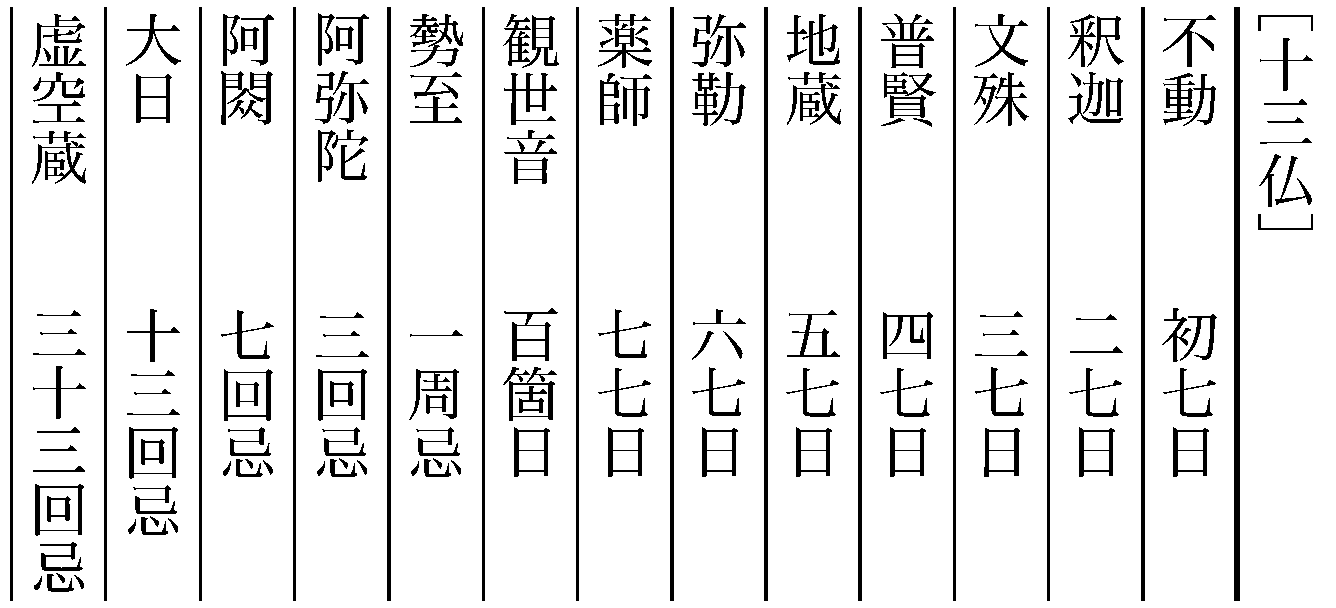 ［十三仏］
不動 初七日
釈迦 二七日
文殊 三七日
普賢 四七日
地蔵 五七日
弥勒 六七日
薬師 七七日
観世音 百箇日
勢至 一周忌
阿弥陀 三回忌
阿閦 七回忌
大日 十三回忌
虚空蔵 三十三回忌